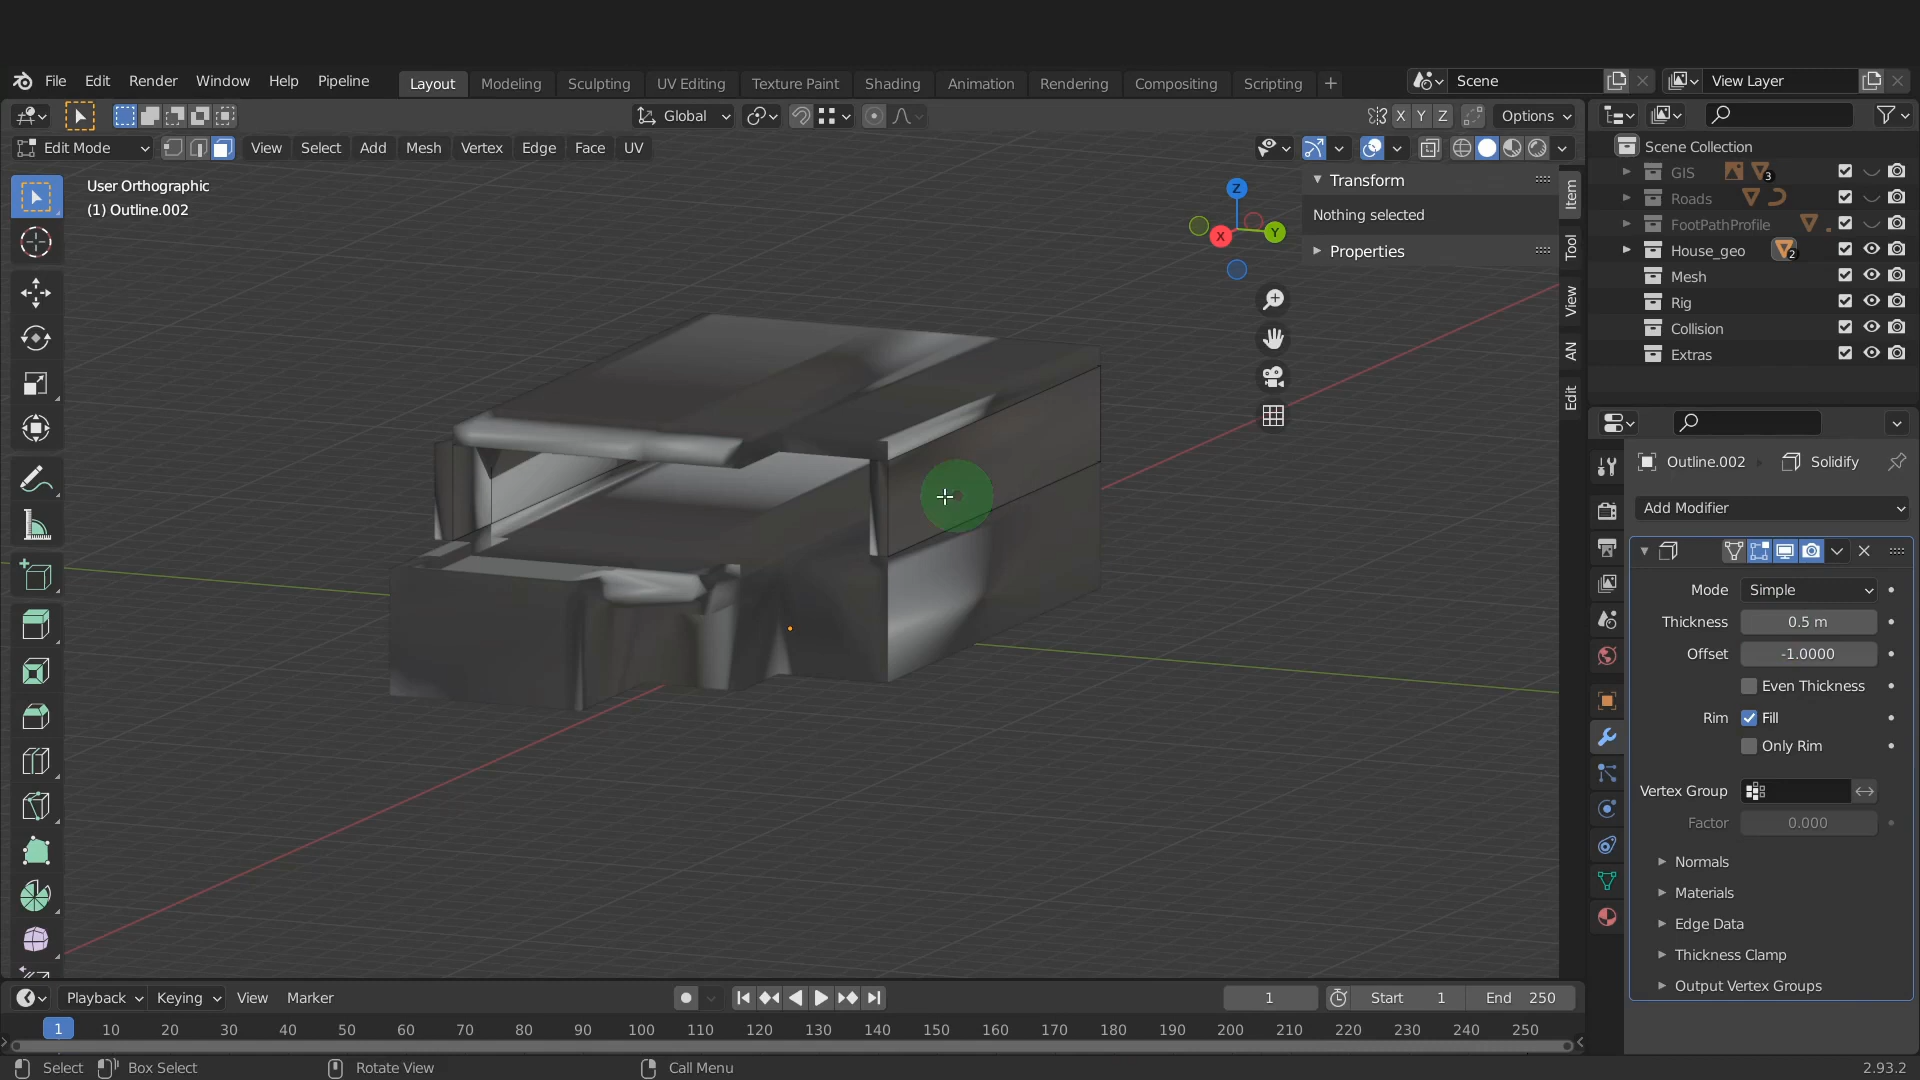 File Edit Render Window Help Pipeline Layout Modeling Sculpting UV Editing Texture Paint Shading Animation Rendering Compositing Scripting + Scene View Layer
Global X Y Z Options
Edit Mode View Select Add Mesh Vertex Edge Face UV
User Orthographic
(1) Outline.002
Z
X
Y
Transform
Nothing selected
Properties
Item
Tool
View
AN
Edit
Scene Collection
GIS 3
Roads
FootPathProfile
House_geo 2
Mesh
Rig
Collision
Extras
Outline.002 Solidify
Add Modifier
Mode Simple
Thickness 0.5 m
Offset -1.0000
Even Thickness
Rim Fill
Only Rim
Vertex Group
Factor 0.000
Normals
Materials
Edge Data
Thickness Clamp
Output Vertex Groups
Playback Keying View Marker 1 Start 1 End 250
1 10 20 30 40 50 60 70 80 90 100 110 120 130 140 150 160 170 180 190 200 210 220 230 240 250
Select Box Select Rotate View Call Menu 2.93.2